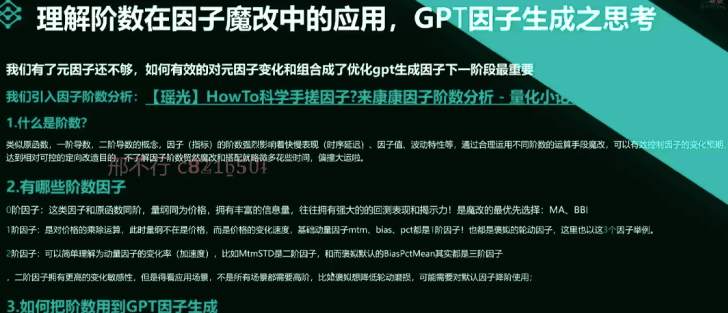 理解阶数在因子魔改中的应用，GPT因子生成之思考
我们有了元因子还不够，如何有效的对元因子变化和组合成了优化gpt生成因子下一阶段最重要
我们引入因子阶数分析：【瑶光】HowTo科学手搓因子?来康康因子阶数分析 - 量化小
1.什么是阶数?
类似原函数，一阶导数，二阶导数的概念，因子（指标）的阶数强烈影响着快慢表现（时序延迟）、因子值，波动特性等，通过合理运用不同阶数的运算手段魔改，可以有效控制因子的变化预期，
达到相对可控的定向改造目的，不了解因子阶数贸然魔改和搭配就略微多花些时间，偏撞大运啦。
邢不行
2.有哪些阶数因子
0阶因子：这类因子和原函数同阶，量纲同为价格，拥有丰富的信息量，往往拥有强大的的回测表现和揭示力！是魔改的最优先选择：MA、BBI
1阶因子：是对价格的乘除运算，此时量纲不在是价格，而是价格的变化速度，基础动量因子mtm、bias、pct都是1阶因子！也都是褒拟的轮动因子，这里也以这3个因子举例。
2阶因子：可以简单理解为动量因子的变化率（加速度），比如MtmSTD是二阶因子，和而褒拟默认的BiasPctMean其实都是三阶因子
，二阶因子拥有更高的变化敏感性，但是得看应用场景，不是所有场景都需要高阶，比如褒拟想降低轮动磨损，可能需要对默认因子降阶使用；
3.如何把阶数用到GPT因子生成